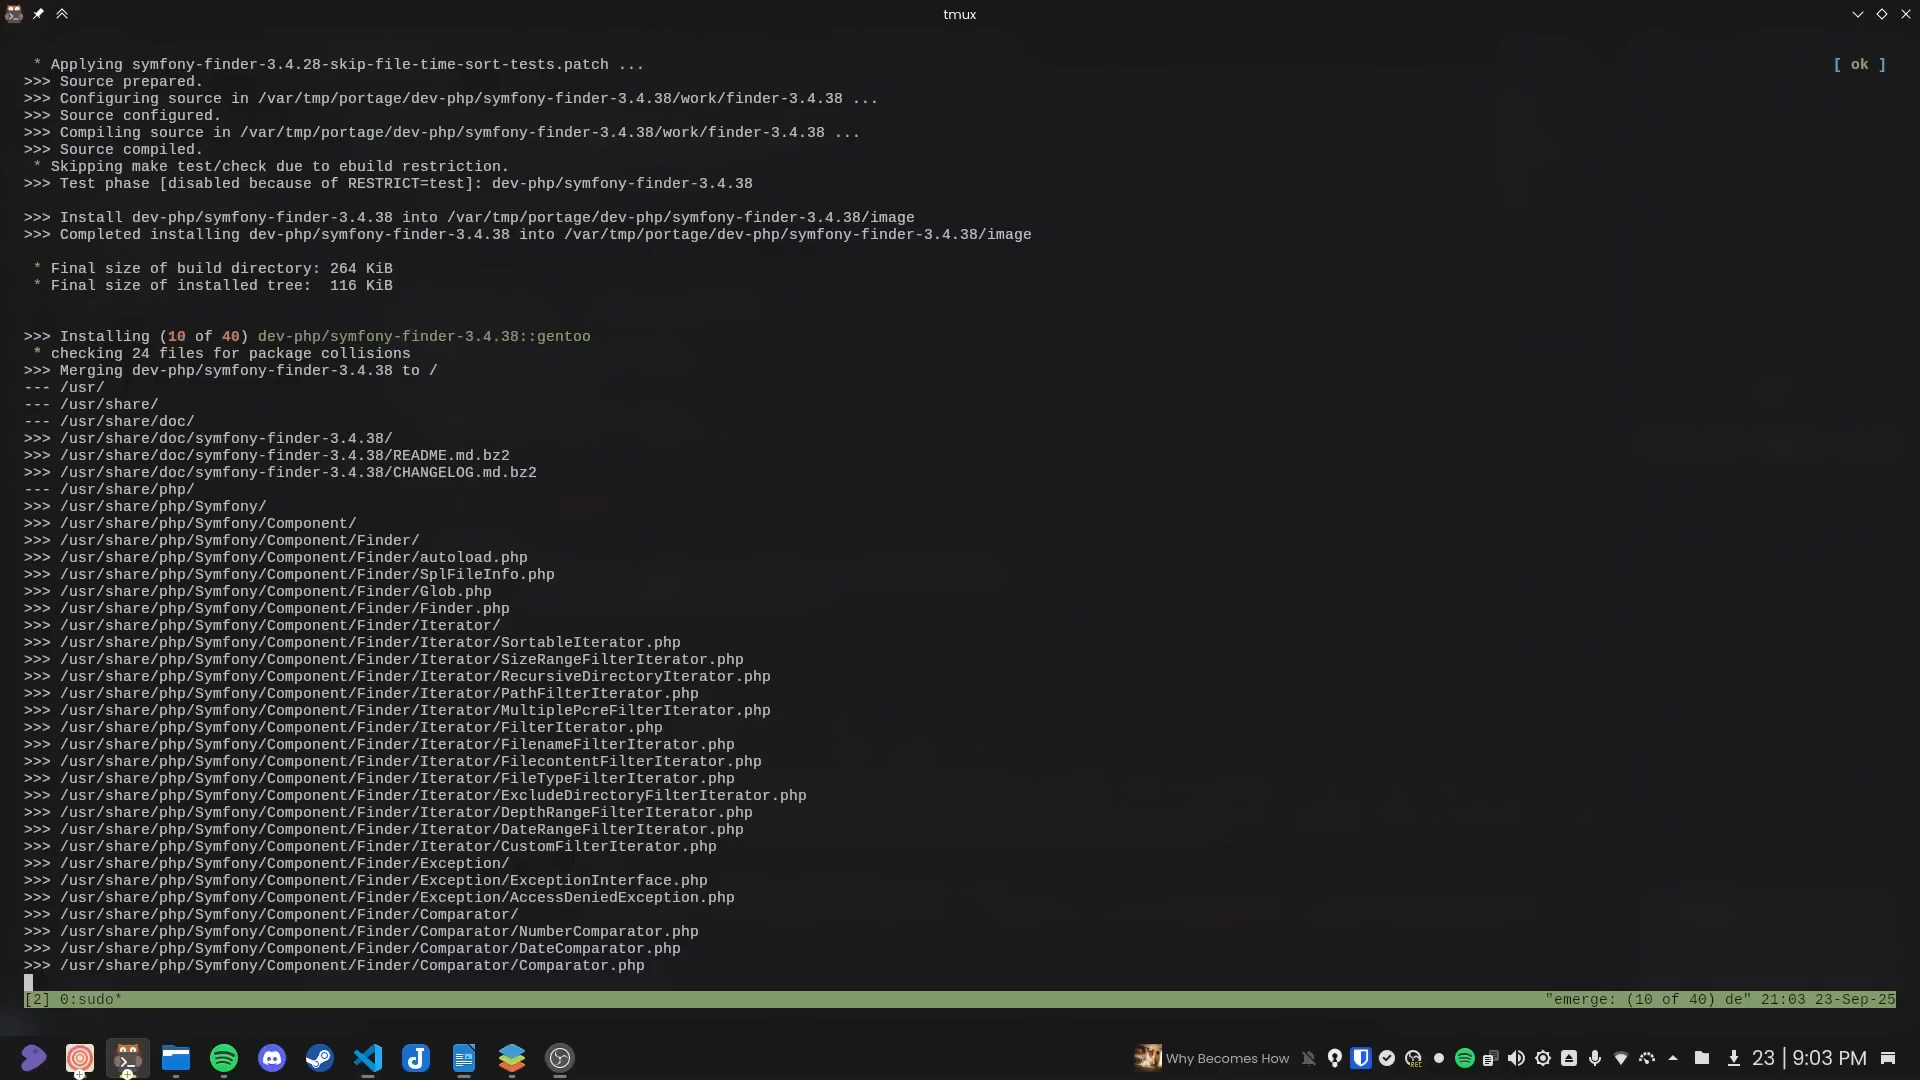 tmux
* Applying symfony-finder-3.4.28-skip-file-time-sort-tests.patch ... [ ok ]
>>> Source prepared.
>>> Configuring source in /var/tmp/portage/dev-php/symfony-finder-3.4.38/work/finder-3.4.38 ...
>>> Source configured.
>>> Compiling source in /var/tmp/portage/dev-php/symfony-finder-3.4.38/work/finder-3.4.38 ...
>>> Source compiled.
* Skipping make test/check due to ebuild restriction.
>>> Test phase [disabled because of RESTRICT=test]: dev-php/symfony-finder-3.4.38
>>> Install dev-php/symfony-finder-3.4.38 into /var/tmp/portage/dev-php/symfony-finder-3.4.38/image
>>> Completed installing dev-php/symfony-finder-3.4.38 into /var/tmp/portage/dev-php/symfony-finder-3.4.38/image
* Final size of build directory: 264 KiB
* Final size of installed tree:  116 KiB
>>> Installing (10 of 40) dev-php/symfony-finder-3.4.38::gentoo
* checking 24 files for package collisions
>>> Merging dev-php/symfony-finder-3.4.38 to /
--- /usr/
--- /usr/share/
--- /usr/share/doc/
>>> /usr/share/doc/symfony-finder-3.4.38/
>>> /usr/share/doc/symfony-finder-3.4.38/README.md.bz2
>>> /usr/share/doc/symfony-finder-3.4.38/CHANGELOG.md.bz2
--- /usr/share/php/
>>> /usr/share/php/Symfony/
>>> /usr/share/php/Symfony/Component/
>>> /usr/share/php/Symfony/Component/Finder/
>>> /usr/share/php/Symfony/Component/Finder/autoload.php
>>> /usr/share/php/Symfony/Component/Finder/SplFileInfo.php
>>> /usr/share/php/Symfony/Component/Finder/Glob.php
>>> /usr/share/php/Symfony/Component/Finder/Finder.php
>>> /usr/share/php/Symfony/Component/Finder/Iterator/
>>> /usr/share/php/Symfony/Component/Finder/Iterator/SortableIterator.php
>>> /usr/share/php/Symfony/Component/Finder/Iterator/SizeRangeFilterIterator.php
>>> /usr/share/php/Symfony/Component/Finder/Iterator/RecursiveDirectoryIterator.php
>>> /usr/share/php/Symfony/Component/Finder/Iterator/PathFilterIterator.php
>>> /usr/share/php/Symfony/Component/Finder/Iterator/MultiplePcreFilterIterator.php
>>> /usr/share/php/Symfony/Component/Finder/Iterator/FilterIterator.php
>>> /usr/share/php/Symfony/Component/Finder/Iterator/FilenameFilterIterator.php
>>> /usr/share/php/Symfony/Component/Finder/Iterator/FilecontentFilterIterator.php
>>> /usr/share/php/Symfony/Component/Finder/Iterator/FileTypeFilterIterator.php
>>> /usr/share/php/Symfony/Component/Finder/Iterator/ExcludeDirectoryFilterIterator.php
>>> /usr/share/php/Symfony/Component/Finder/Iterator/DepthRangeFilterIterator.php
>>> /usr/share/php/Symfony/Component/Finder/Iterator/DateRangeFilterIterator.php
>>> /usr/share/php/Symfony/Component/Finder/Iterator/CustomFilterIterator.php
>>> /usr/share/php/Symfony/Component/Finder/Exception/
>>> /usr/share/php/Symfony/Component/Finder/Exception/ExceptionInterface.php
>>> /usr/share/php/Symfony/Component/Finder/Exception/AccessDeniedException.php
>>> /usr/share/php/Symfony/Component/Finder/Comparator/
>>> /usr/share/php/Symfony/Component/Finder/Comparator/NumberComparator.php
>>> /usr/share/php/Symfony/Component/Finder/Comparator/DateComparator.php
>>> /usr/share/php/Symfony/Component/Finder/Comparator/Comparator.php
[2] 0:sudo* "emerge: (10 of 40) de" 21:03 23-Sep-25
Why Becomes How 23 | 9:03 PM